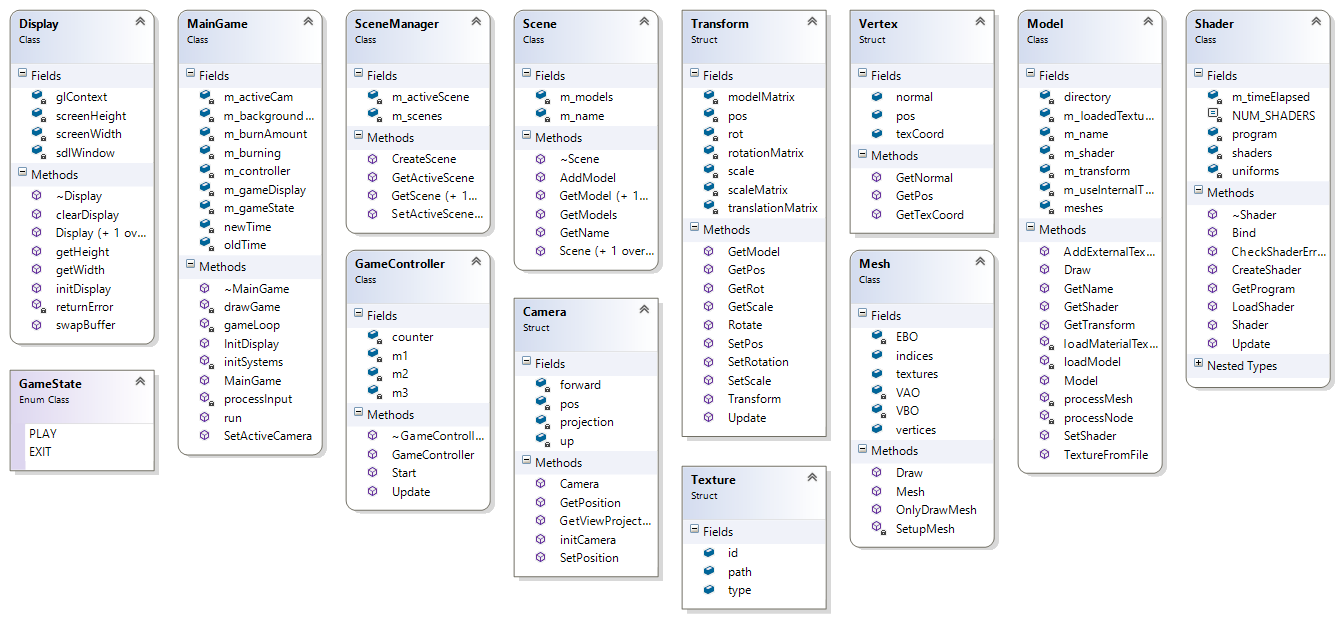 Display
Class
Fields
glContext
screenHeight
screenWidth
sdlWindow
Methods
~Display
clearDisplay
Display (+ 1 ov...
getHeight
getWidth
initDisplay
returnError
swapBuffer
GameState
Enum Class
PLAY
EXIT
MainGame
Class
Fields
m_activeCam
m_background...
m_burnAmount
m_burning
m_controller
m_gameDisplay
m_gameState
newTime
oldTime
Methods
~MainGame
drawGame
gameLoop
InitDisplay
initSystems
MainGame
processInput
run
SetActiveCamera
SceneManager
Class
Fields
m_activeScene
m_scenes
Methods
CreateScene
GetActiveScene
GetScene (+ 1...
SetActiveScene...
GameController
Class
Fields
counter
m1
m2
m3
Methods
~GameControll...
GameController
Start
Update
Scene
Class
Fields
m_models
m_name
Methods
~Scene
AddModel
GetModel (+ 1...
GetModels
GetName
Scene (+ 1 over...
Camera
Struct
Fields
forward
pos
projection
up
Methods
Camera
GetPosition
GetViewProject...
initCamera
SetPosition
Transform
Struct
Fields
modelMatrix
pos
rot
rotationMatrix
scale
scaleMatrix
translationMatrix
Methods
GetModel
GetPos
GetRot
GetScale
Rotate
SetPos
SetRotation
SetScale
Transform
Update
Texture
Struct
Fields
id
path
type
Vertex
Struct
Fields
normal
pos
texCoord
Methods
GetNormal
GetPos
GetTexCoord
Mesh
Class
Fields
EBO
indices
textures
VAO
VBO
vertices
Methods
Draw
Mesh
OnlyDrawMesh
SetupMesh
Model
Class
Fields
directory
m_loadedTextu...
m_name
m_shader
m_transform
m_useInternalT...
meshes
Methods
AddExternalTex...
Draw
GetName
GetShader
GetTransform
loadMaterialTex...
loadModel
Model
processMesh
processNode
SetShader
TextureFromFile
Shader
Class
Fields
m_timeElapsed
NUM_SHADERS
program
shaders
uniforms
Methods
~Shader
Bind
CheckShaderErr...
CreateShader
GetProgram
LoadShader
Shader
Update
Nested Types